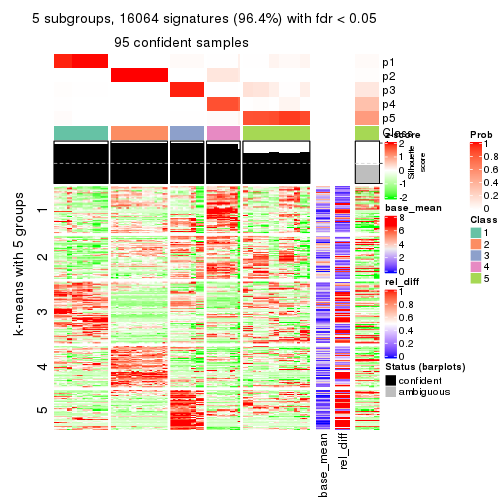 5 subgroups, 16064 signatures (96.4%) with fdr < 0.05
95 confident samples
p1
p2
p3
p4
p5
Class
z-score
2
1
0
-1
-2
Silhouette
score
Prob
1
0.8
0.6
0.4
0.2
0
base_mean
8
6
4
2
0
Class
1
2
3
4
5
rel_diff
1
0.8
0.6
0.4
0.2
0
Status (barplots)
confident
ambiguous
k-means with 5 groups
1
2
3
4
5
base_mean
rel_diff